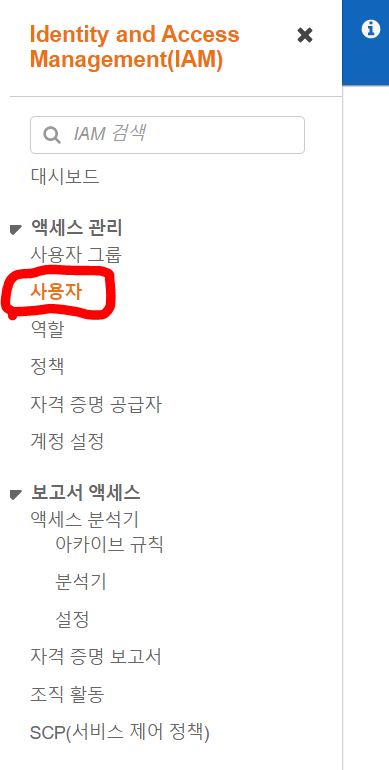 Identity and Access
Management(IAM)
IAM 검색
대시보드
액세스 관리
사용자 그룹
사용자
역할
정책
자격 증명 공급자
계정 설정
보고서 액세스
액세스 분석기
아카이브 규칙
분석기
설정
자격 증명 보고서
조직 활동
SCP(서비스 제어 정책)